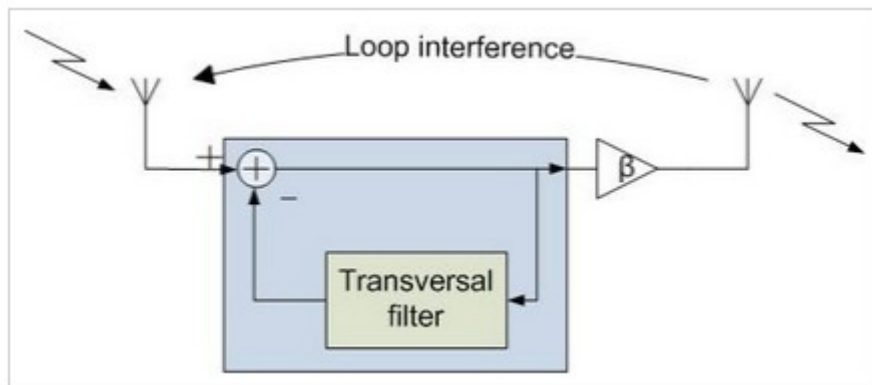 Loop interference
+
+
−
β
Transversal
filter